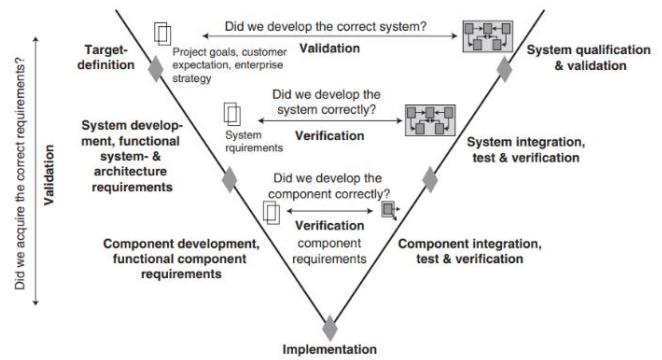 Did we develop the correct system?
Validation
Target-
definition
Project goals, customer
expectation, enterprise
strategy
System qualification
& validation
Did we develop the
system correctly?
Verification
System
rquirements
System develop-
ment, functional
system- &
architecture
requirements
System integration,
test & verification
Did we develop the
component correctly?
Verification
component
requirements
Component development,
functional component
requirements
Component integration,
test & verification
Implementation
Did we acquire the correct requirements?
Validation